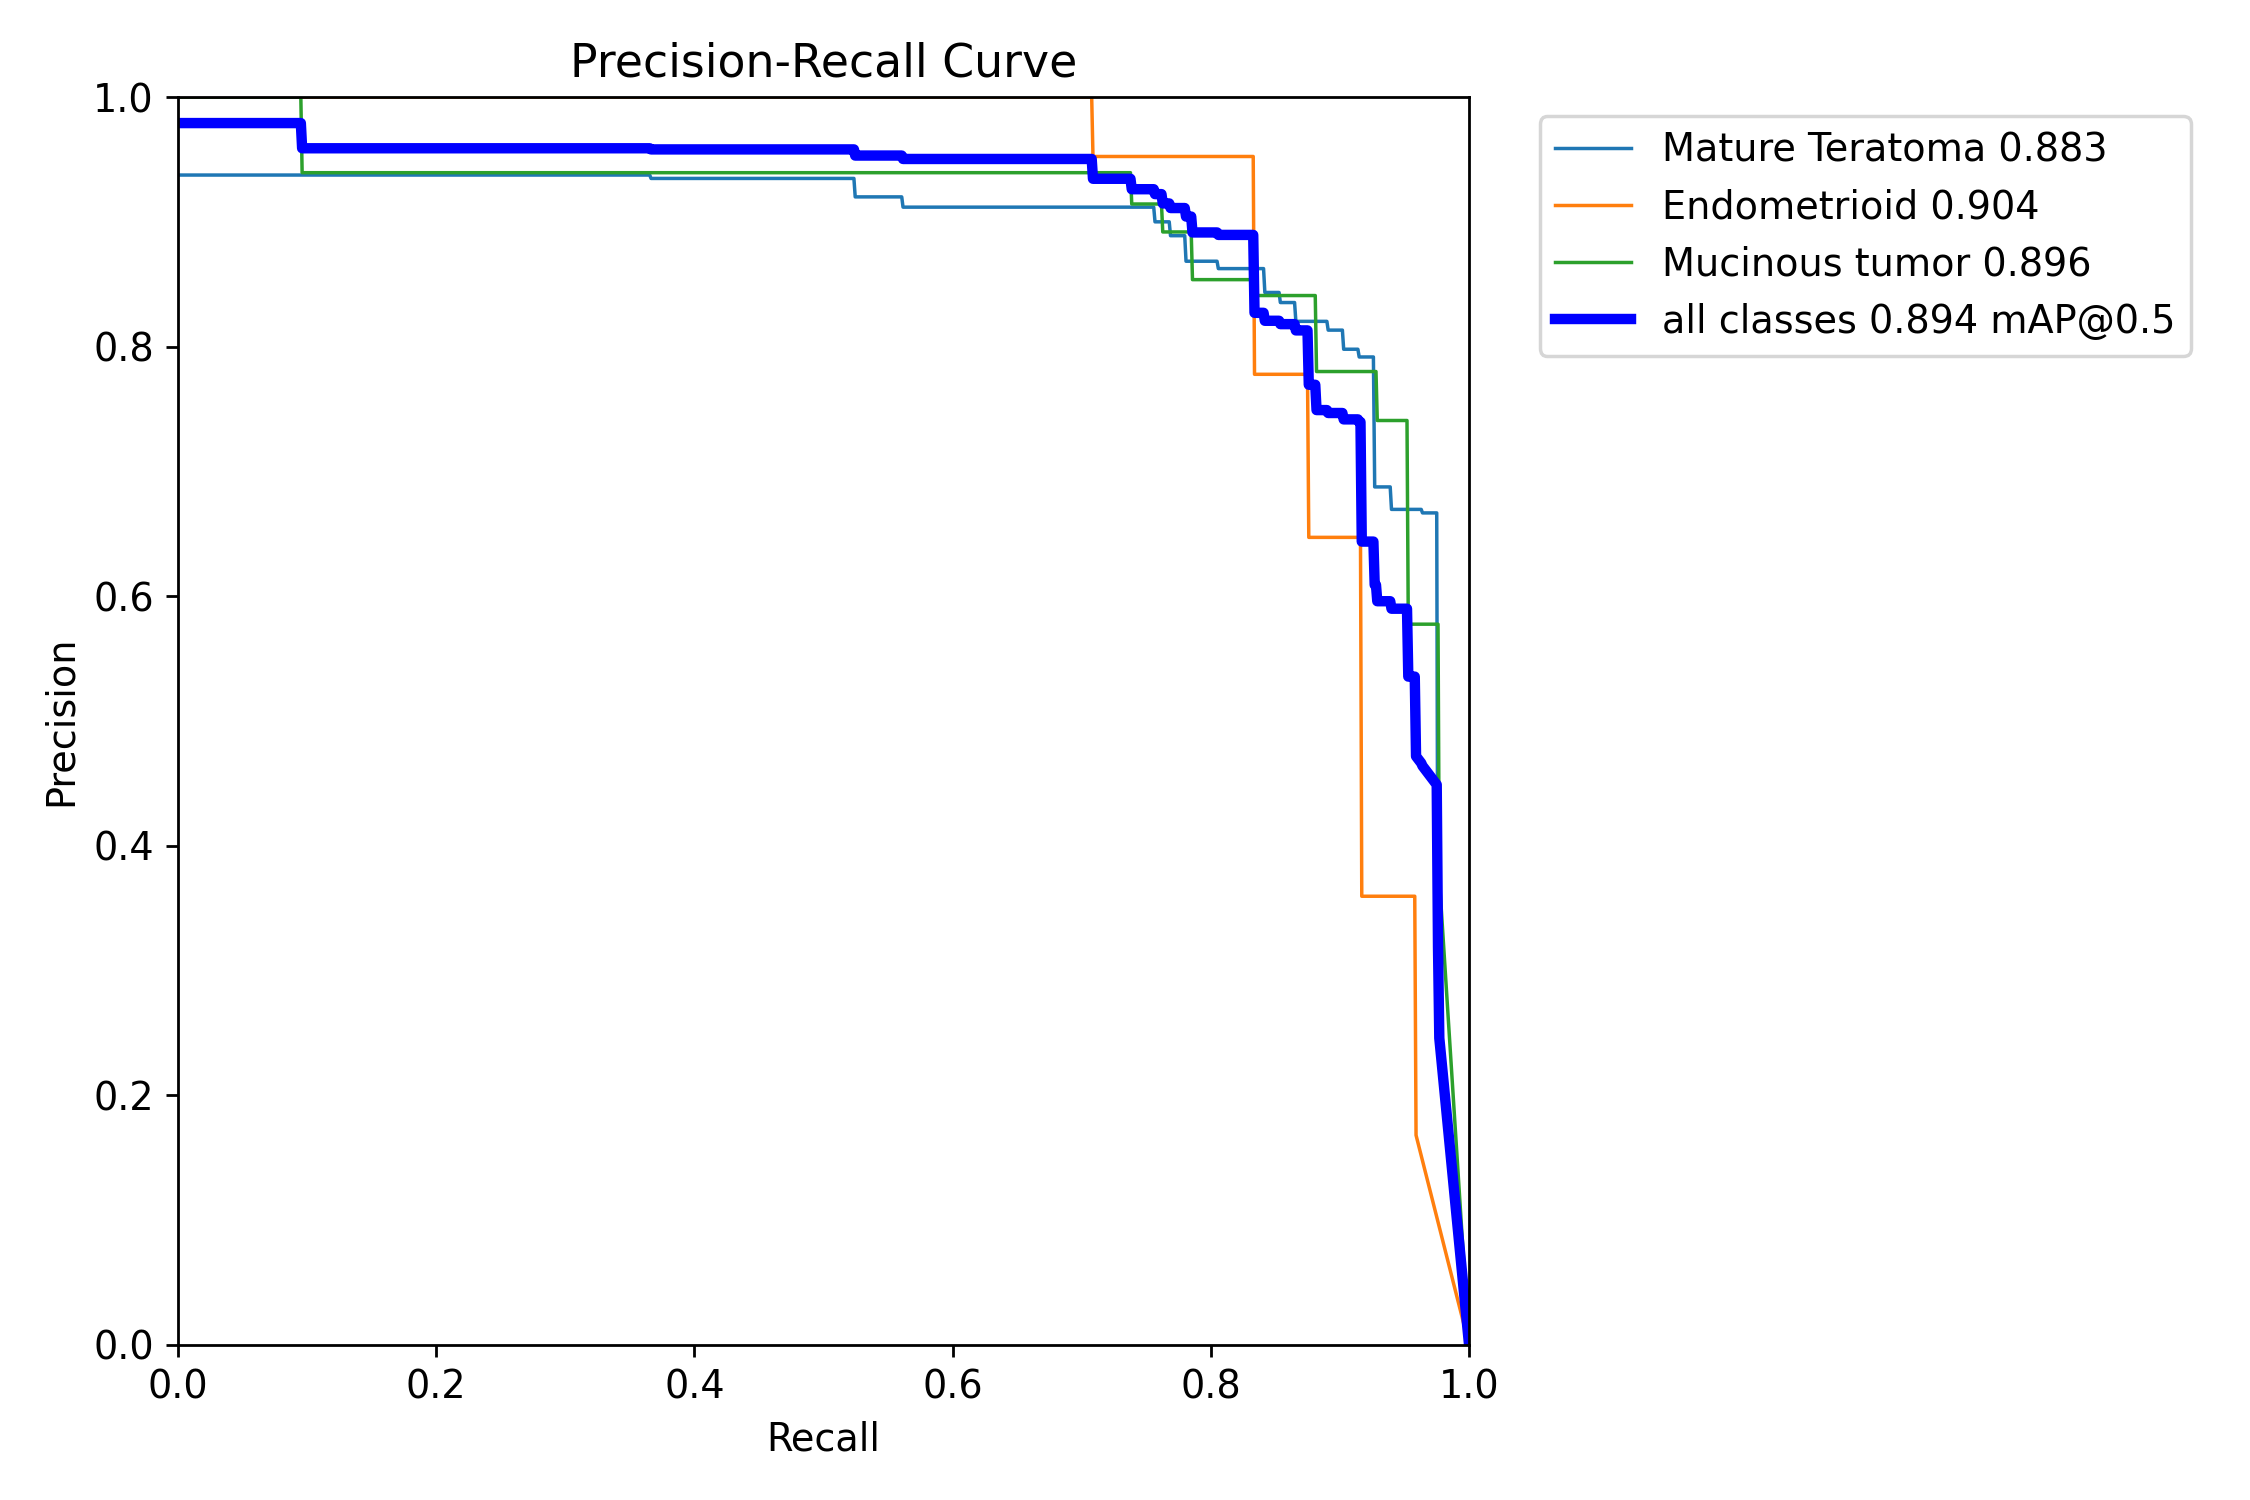 Precision-Recall Curve
1.0
0.8
0.6
0.4
0.2
0.0
Precision
0.0 0.2 0.4 0.6 0.8 1.0
Recall
Mature Teratoma 0.883
Endometrioid 0.904
Mucinous tumor 0.896
all classes 0.894 mAP@0.5